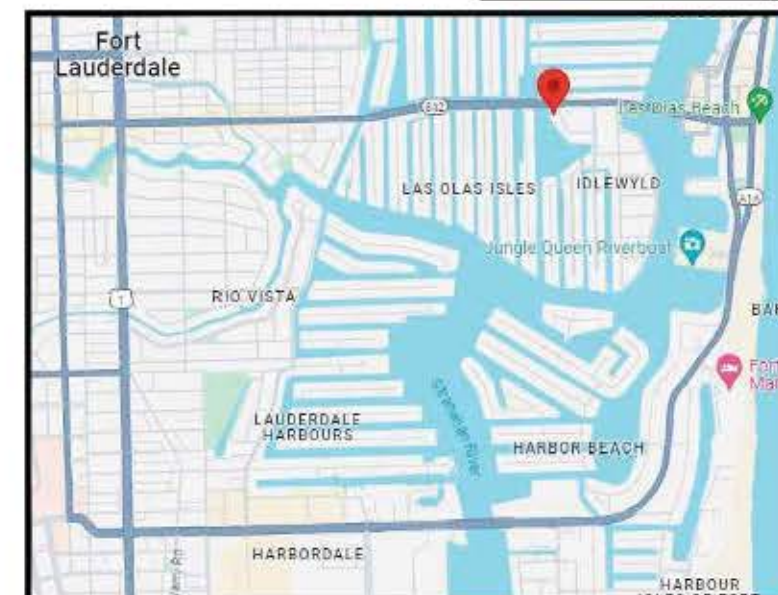 Fort
Lauderdale
842
Las Olas Beach
LAS OLAS ISLES
IDLEWYLD
A1A
Jungle Queen Riverboat
1
RIO VISTA
Stranahan River
LAUDERDALE
HARBOURS
HARBOR BEACH
HARBORDALE
HARBOUR